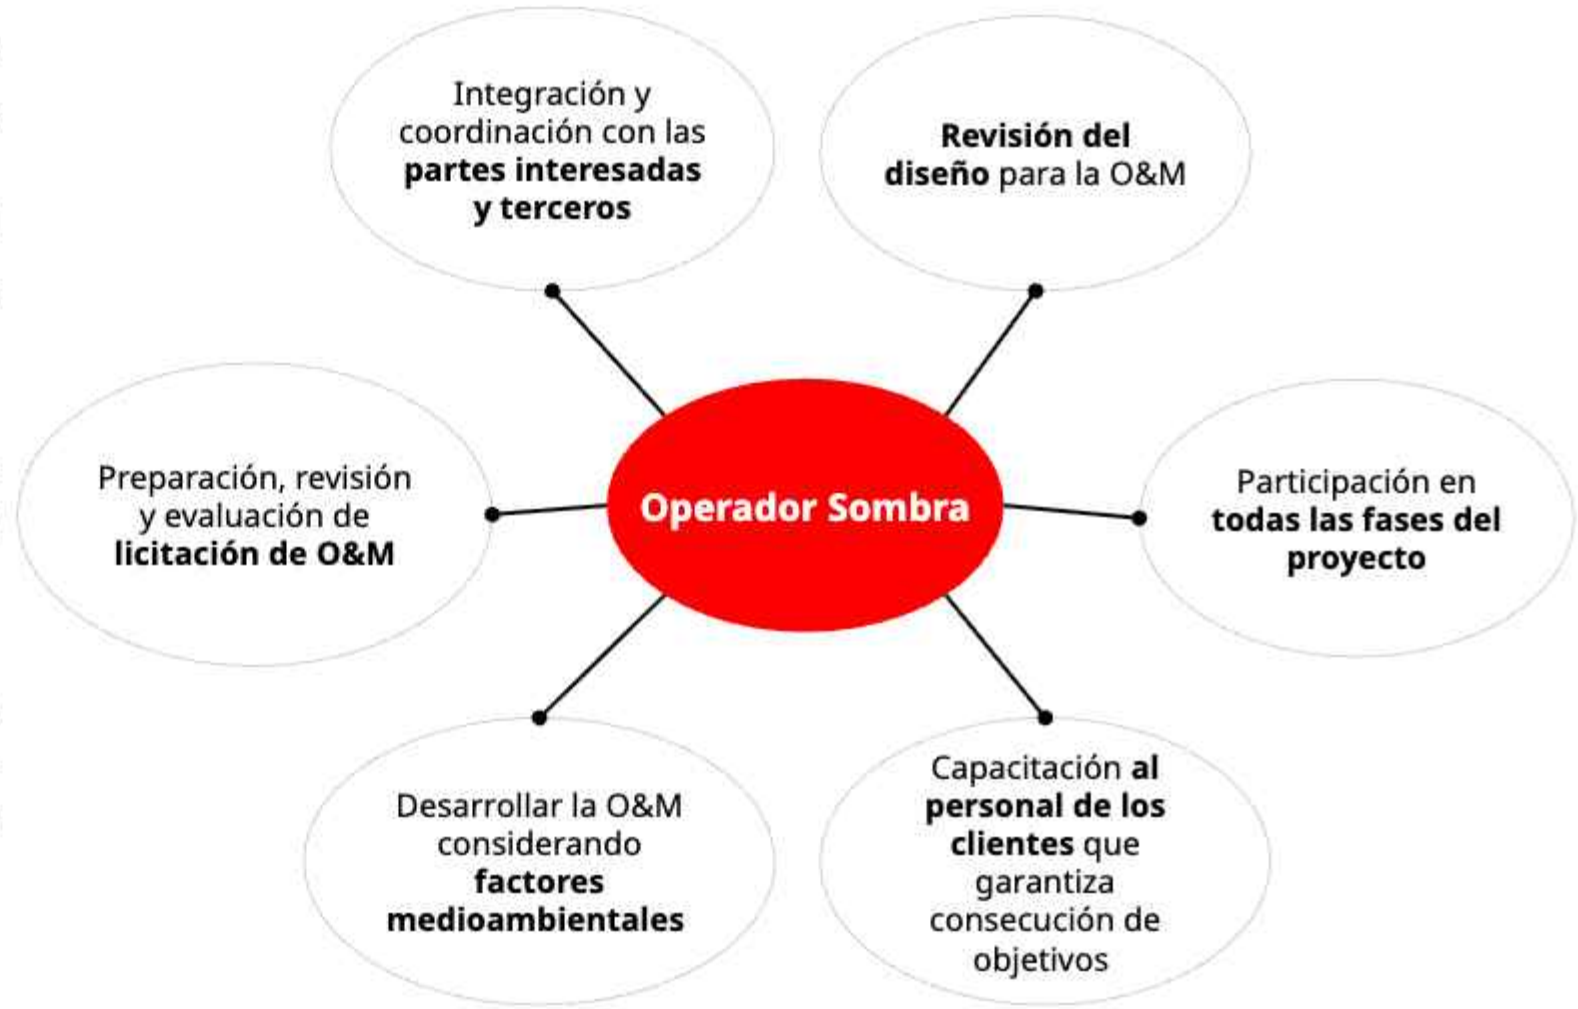 Integración y
coordinación con las
partes interesadas
y terceros
Revisión del
diseño para la O&M
Preparación, revisión
y evaluación de
licitación de O&M
Operador Sombra
Participación en
todas las fases del
proyecto
Desarrollar la O&M
considerando
factores
medioambientales
Capacitación al
personal de los
clientes que
garantiza
consecución de
objetivos